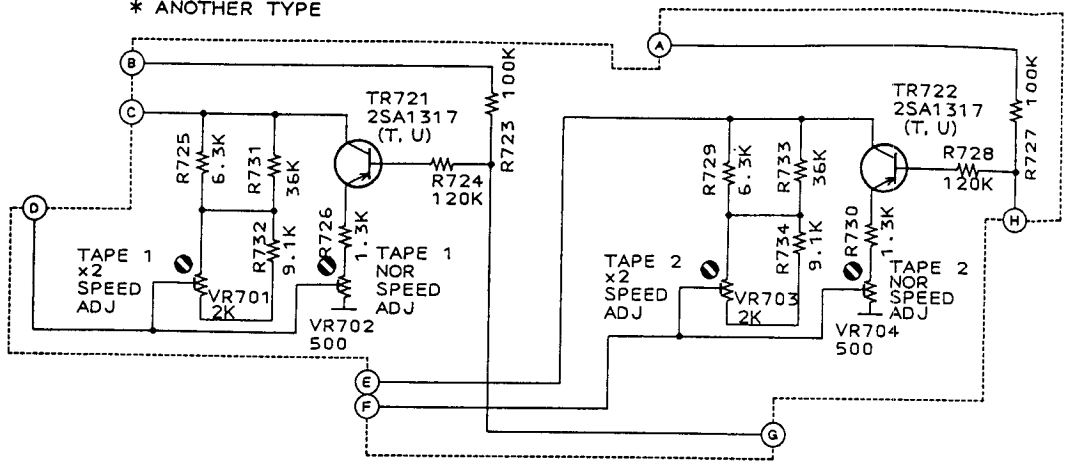 * ANOTHER TYPE
A
B
C
D
TR721
2SA1317
(T, U)
R723 100K
R725 6.3K
R731 36K
R724
120K
R726 1.3K
R732 9.1K
TAPE 1
x2
SPEED
ADJ
VR701
2K
TAPE 1
NOR
SPEED
ADJ
VR702
500
TR722
2SA1317
(T, U)
R727 100K
R729 6.3K
R733 36K
R728
120K
R730 1.3K
R734 9.1K
H
TAPE 2
x2
SPEED
ADJ
VR703
2K
TAPE 2
NOR
SPEED
ADJ
VR704
500
E
F
G